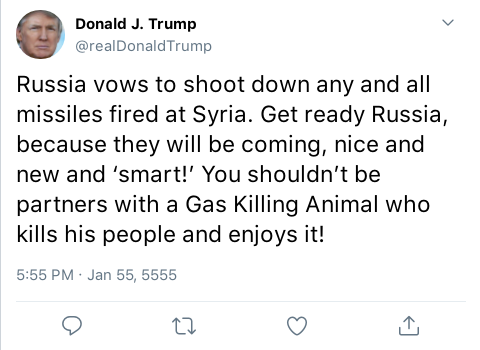 Donald J. Trump
@realDonaldTrump
Russia vows to shoot down any and all
missiles fired at Syria. Get ready Russia,
because they will be coming, nice and
new and ‘smart!’ You shouldn’t be
partners with a Gas Killing Animal who
kills his people and enjoys it!
5:55 PM · Jan 55, 5555